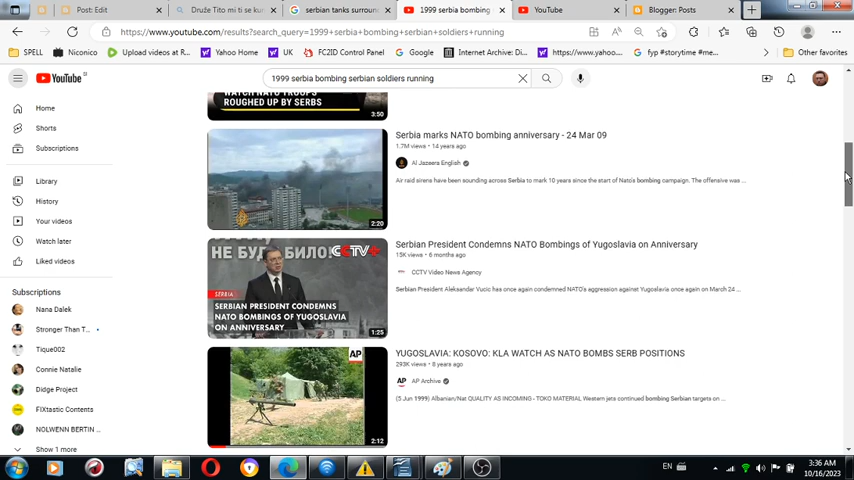 Post: Edit
Druže Tito mi ti se kun
serbian tanks surroun
1999 serbia bombing
YouTube
Blogger: Posts
https://www.youtube.com/results?search_query=1999+serbia+bombing+serbian+soldiers+running
SPELL
Niconico
Upload videos at R...
Yahoo Home
UK
FC2ID Control Panel
Google
Internet Archive: Di...
https://www.yahoo....
fyp #storytime #me...
Other favorites
YouTube
1999 serbia bombing serbian soldiers running
Home
Shorts
Subscriptions
Library
History
Your videos
Watch later
Liked videos
Subscriptions
Nana Dalek
Stronger Than T...
Tique002
Connie Natalie
Didge Project
FIXtastic Contents
NOLWENN BERTIN ...
Show 1 more
WATCH NATO TROOPS
ROUGHED UP BY SERBS
3:50
Serbia marks NATO bombing anniversary - 24 Mar 09
1.7M views • 14 years ago
Al Jazeera English
Air raid sirens have been sounding across Serbia to mark 10 years since the start of Nato's bombing campaign. The offensive was ...
2:20
НЕ БУДЕ БИЛО!
CCTV+
SERBIA
SERBIAN PRESIDENT CONDEMNS
NATO BOMBINGS OF YUGOSLAVIA
ON ANNIVERSARY
1:25
Serbian President Condemns NATO Bombings of Yugoslavia on Anniversary
15K views • 6 months ago
CCTV Video News Agency
Serbian President Aleksandar Vucic has once again condemned NATO's aggression against Yugoslavia once again on March 24 ...
AP
2:12
YUGOSLAVIA: KOSOVO: KLA WATCH AS NATO BOMBS SERB POSITIONS
293K views • 8 years ago
AP
AP Archive
(5 Jun 1999) Albanian/Nat QUALITY AS INCOMING - TOKO MATERIAL Western jets continued bombing Serbian targets on ...
EN
3:36 AM
10/16/2023